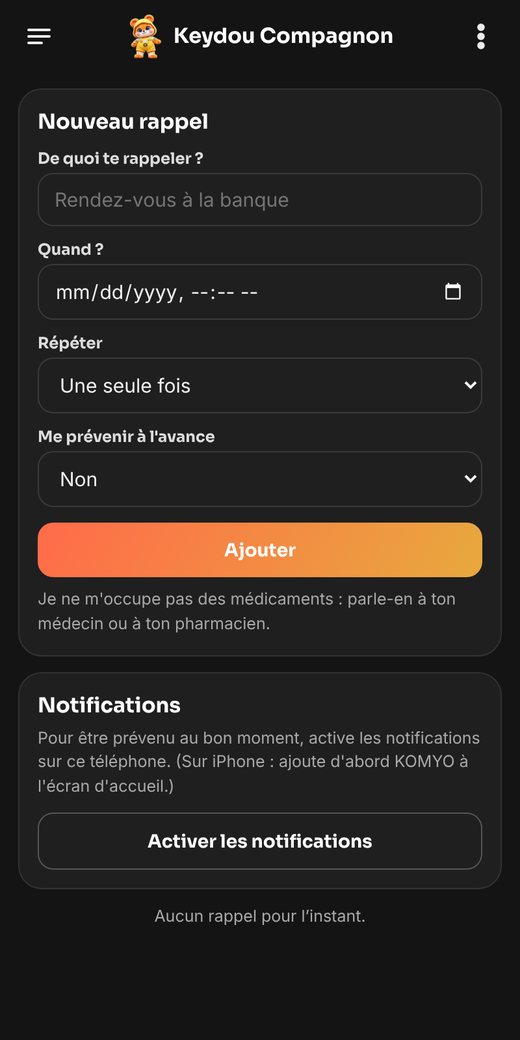 Keydou Compagnon
Nouveau rappel
De quoi te rappeler ?
Rendez-vous à la banque
Quand ?
mm/dd/yyyy, --:-- --
Répéter
Une seule fois
Me prévenir à l'avance
Non
Ajouter
Je ne m'occupe pas des médicaments : parle-en à ton
médecin ou à ton pharmacien.
Notifications
Pour être prévenu au bon moment, active les notifications
sur ce téléphone. (Sur iPhone : ajoute d'abord KOMYO à
l'écran d'accueil.)
Activer les notifications
Aucun rappel pour l’instant.